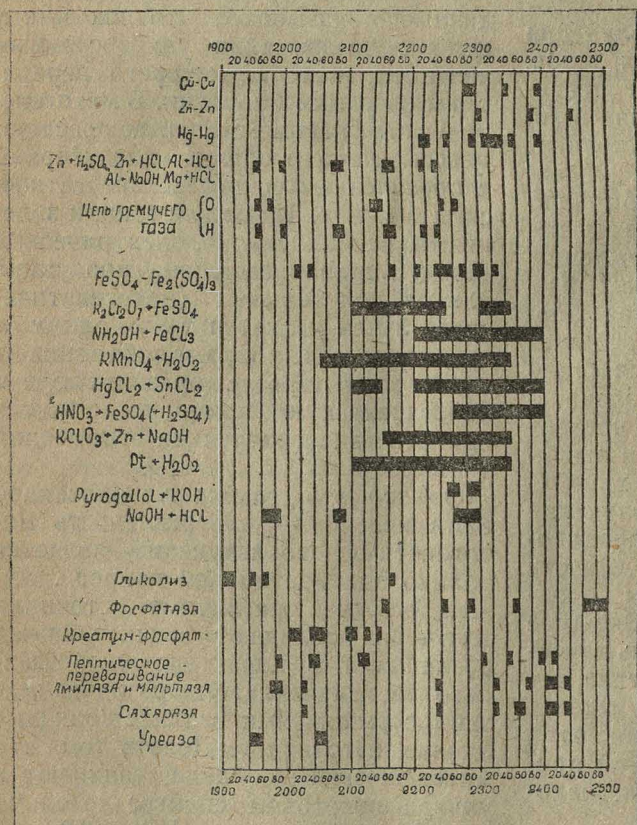 1900 2000 2100 2200 2300 2400 2500
20 40 60 80 20 40 60 80 20 40 60 80 20 40 60 80 20 40 60 80 20 40 60 80
Cu-Cu
Zn-Zn
Hg-Hg
Zn+H2SO4, Zn+HCl, Al+HCl
Al+NaOH, Mg+HCl
Цепь гремучего { O
газа { H
FeSO4-Fe2(SO4)3
K2Cr2O7+FeSO4
NH2OH+FeCl3
KMnO4+H2O2
HgCl2+SnCl2
HNO3+FeSO4(+H2SO4)
KClO3+Zn+NaOH
Pt+H2O2
Pyrogallol+KOH
NaOH+HCl
Гликолиз
Фосфатаза
Креатин-фосфат
Пептическое
переваривание
Амилаза и мальтаза
Сахараза
Уреаза
20 40 60 80 20 40 60 80 20 40 60 80 20 40 60 80 20 40 60 80 20 40 60 80
1900 2000 2100 2200 2300 2400 2500